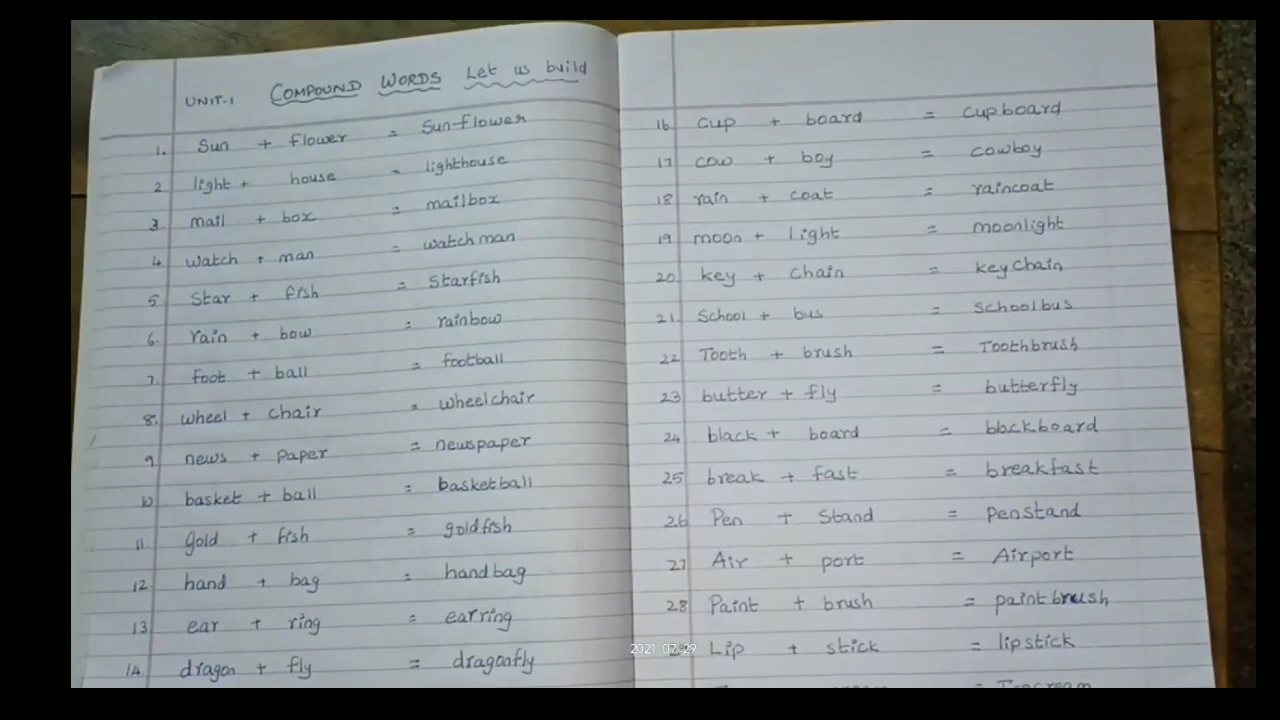 UNIT-1 COMPOUND WORDS Let us build
1. Sun + flower = Sunflower
2 light + house = lighthouse
3. mail + box = mailbox
4. watch + man = watchman
5 Star + fish = Starfish
6. rain + bow = rainbow
7. foot + ball = football
8. wheel + chair = wheelchair
9 news + paper = newspaper
10 basket + ball = basketball
11 gold + fish = goldfish
12 hand + bag = handbag
13 ear + ring = earring
14. dragon + fly = dragonfly
16. cup + board = cupboard
17 cow + boy = cowboy
18 rain + coat = raincoat
19 moon + light = moonlight
20. key + chain = keychain
21. School + bus = Schoolbus
22 Tooth + brush = Toothbrush
23 butter + fly = butterfly
24 black + board = blackboard
25 break + fast = breakfast
26 Pen + Stand = penstand
27 Air + port = Airport
28 Paint + brush = paintbrush
Lip + stick = lipstick
2021 07 29